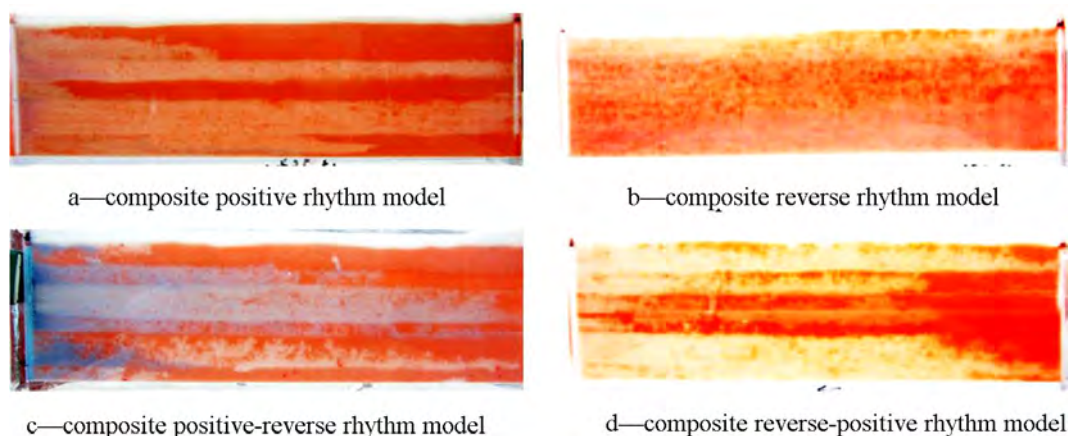 a—composite positive rhythm model
b—composite reverse rhythm model
c—composite positive-reverse rhythm model
d—composite reverse-positive rhythm model